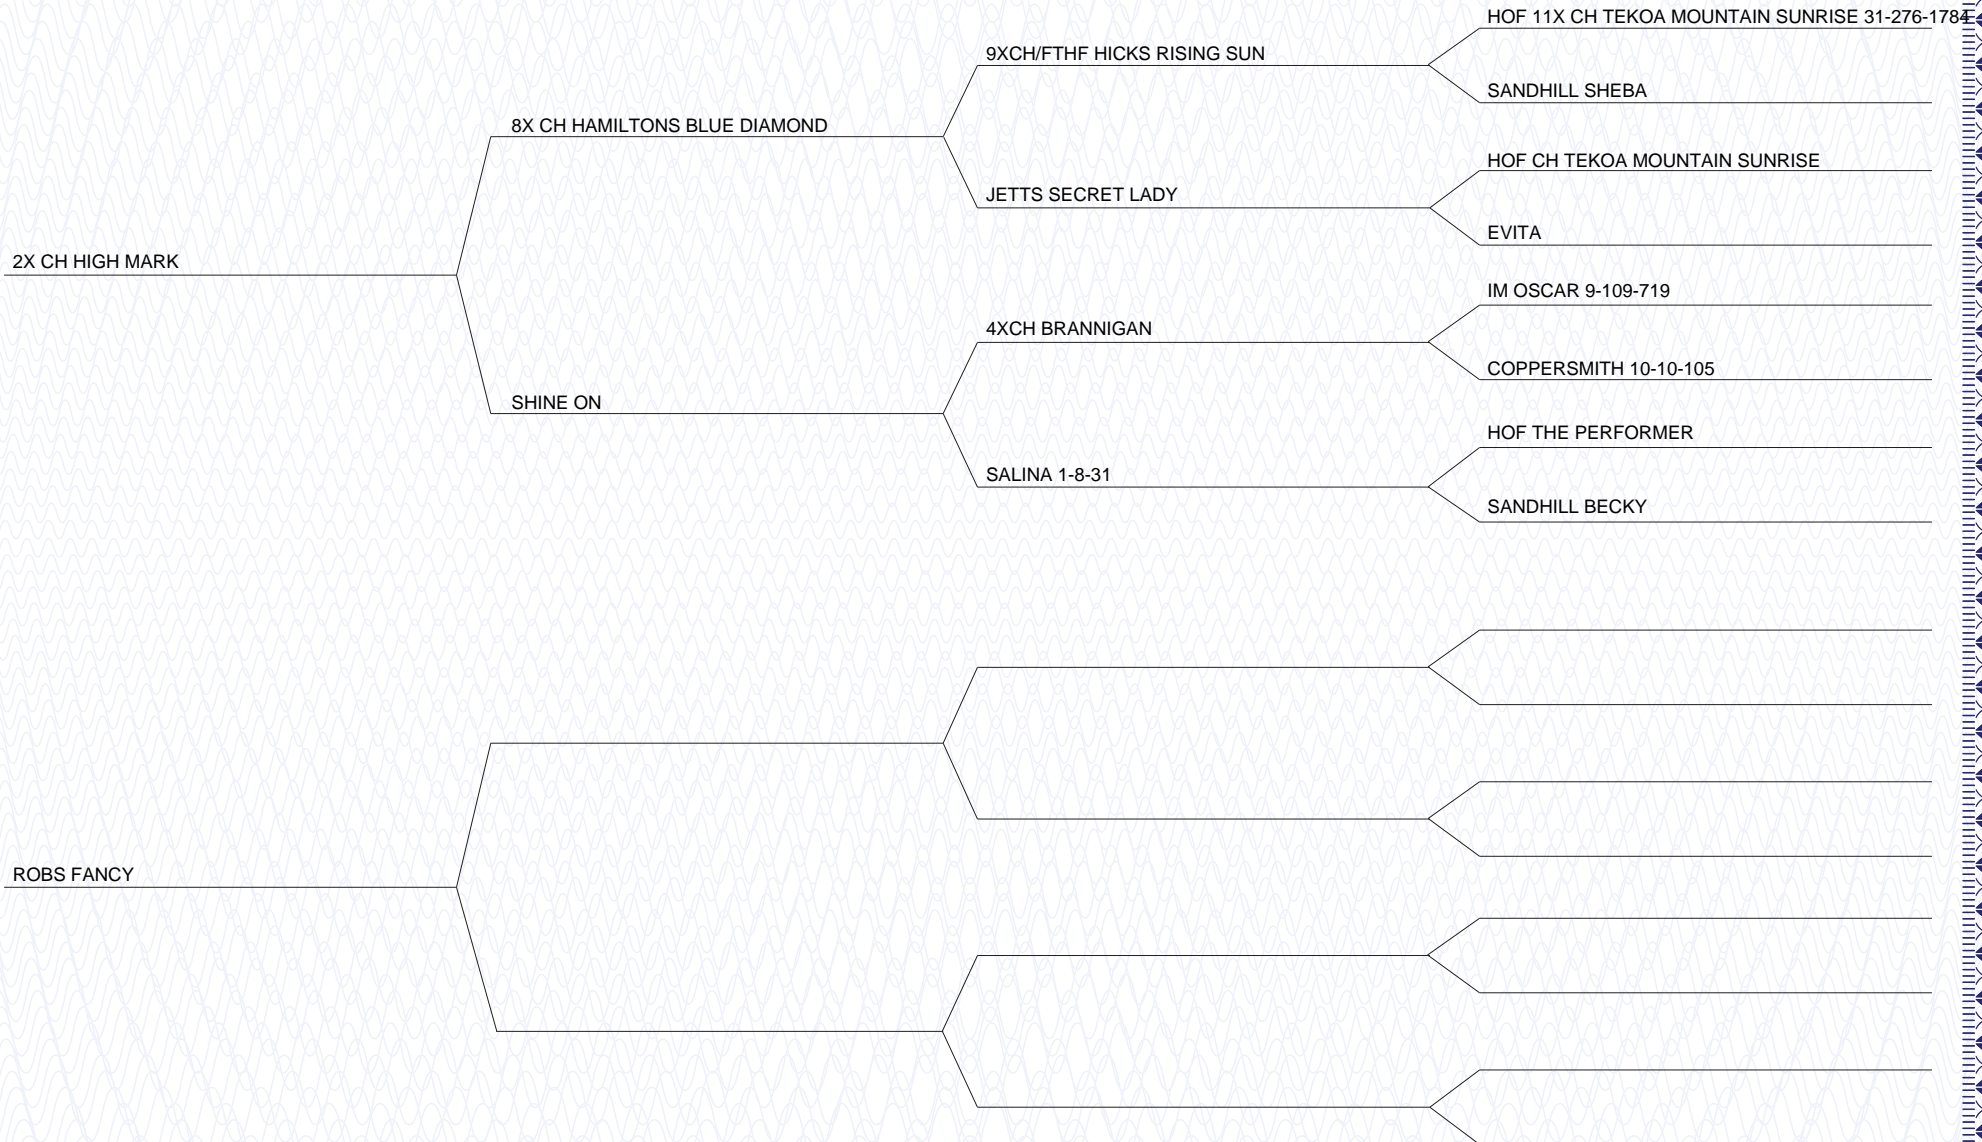 HOF 11X CH TEKOA MOUNTAIN SUNRISE 31-276-1784
9XCH/FTHF HICKS RISING SUN
SANDHILL SHEBA
8X CH HAMILTONS BLUE DIAMOND
HOF CH TEKOA MOUNTAIN SUNRISE
JETTS SECRET LADY
EVITA
2X CH HIGH MARK
IM OSCAR 9-109-719
4XCH BRANNIGAN
COPPERSMITH 10-10-105
SHINE ON
HOF THE PERFORMER
SALINA 1-8-31
SANDHILL BECKY
ROBS FANCY